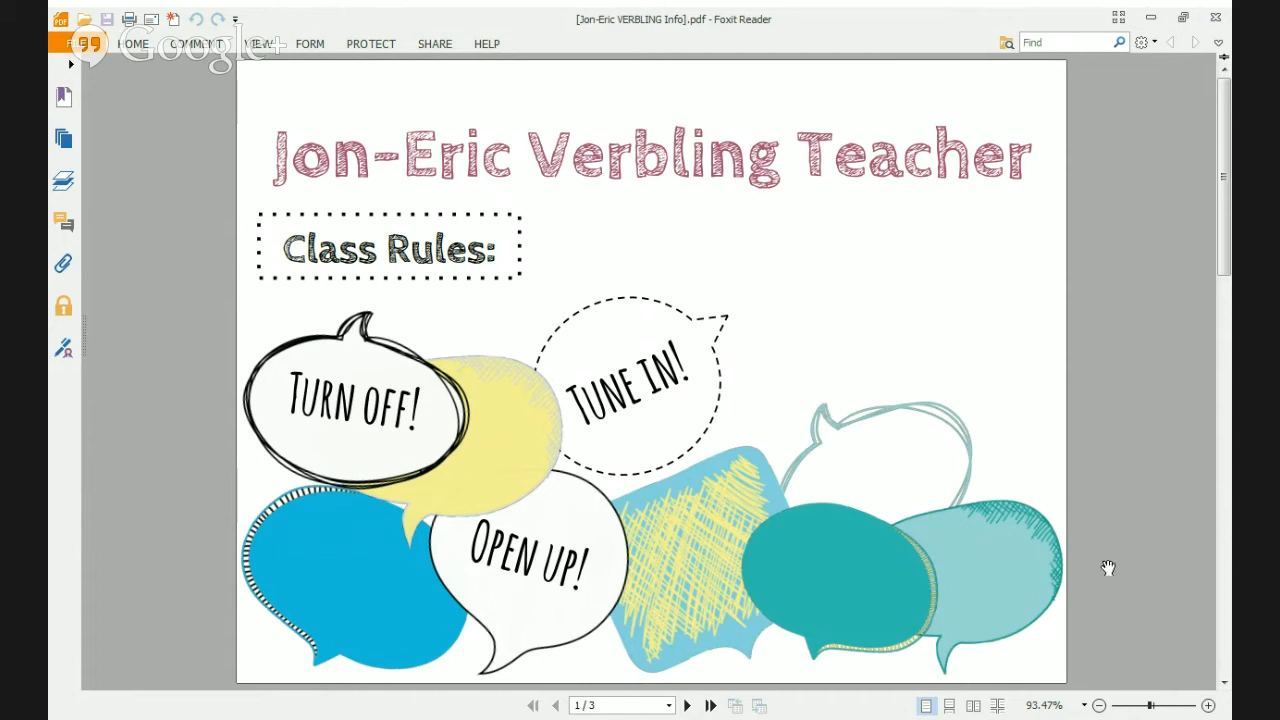 [Jon-Eric VERBLING Info].pdf - Foxit Reader
Google+
HOME COMMENT VIEW FORM PROTECT SHARE HELP
Find
Jon-Eric Verbling Teacher
Class Rules:
TURN OFF!
TUNE IN!
OPEN UP!
1 / 3
93.47%